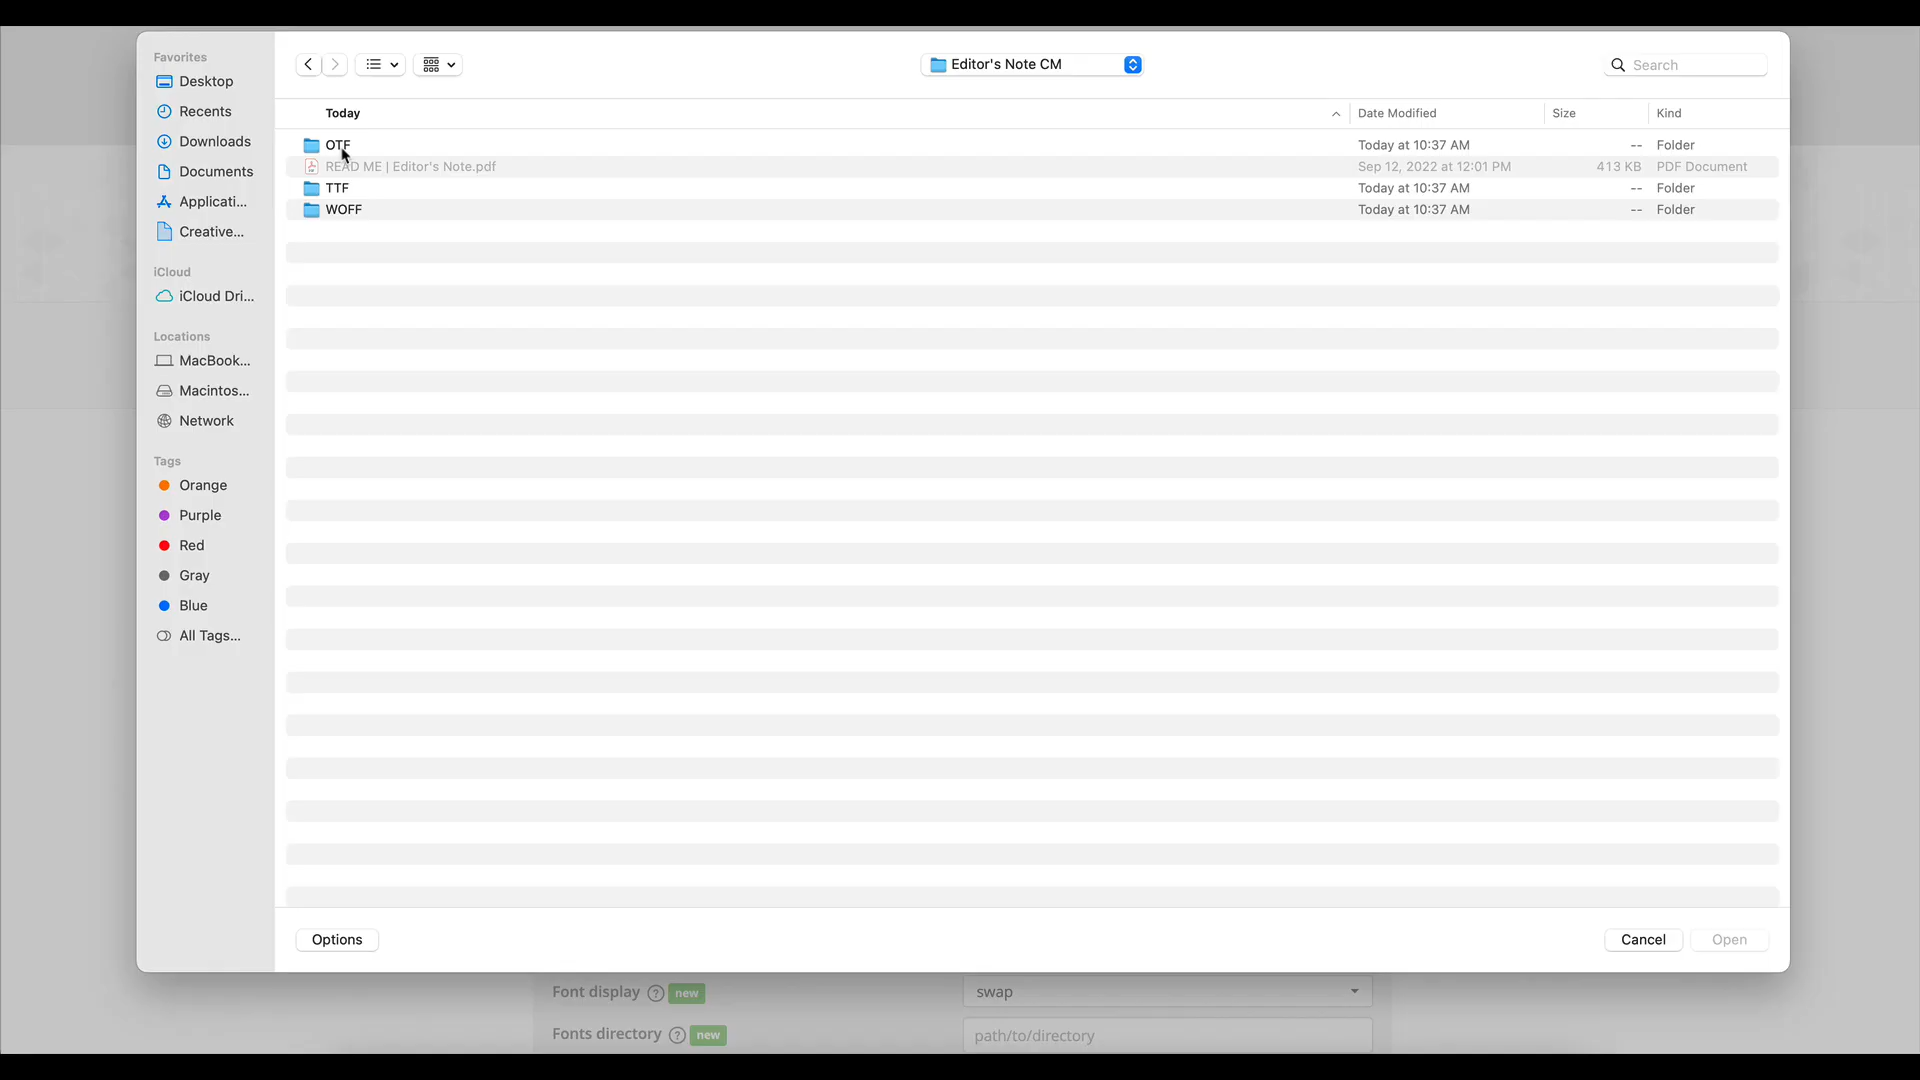 Favorites
Desktop
Recents
Downloads
Documents
Applicati...
Creative...
iCloud
iCloud Dri...
Locations
MacBook...
Macintos...
Network
Tags
Orange
Purple
Red
Gray
Blue
All Tags...
Editor's Note CM
Search
Today Date Modified Size Kind
OTF Today at 10:37 AM -- Folder
READ ME | Editor's Note.pdf Sep 12, 2022 at 12:01 PM 413 KB PDF Document
TTF Today at 10:37 AM -- Folder
WOFF Today at 10:37 AM -- Folder
Options Cancel Open
Font display ? new swap
Fonts directory ? new path/to/directory